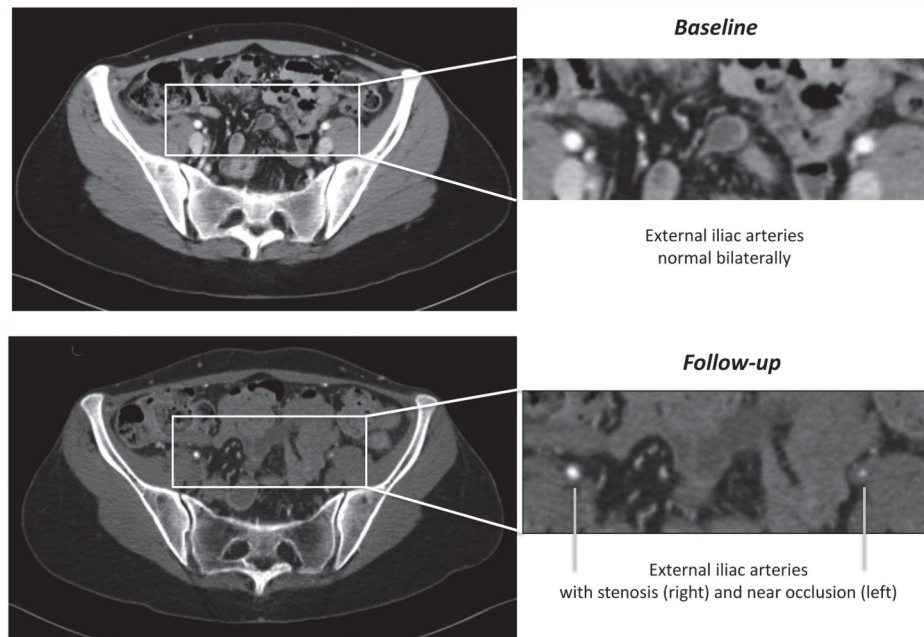 Baseline
External iliac arteries
normal bilaterally
Follow-up
External iliac arteries
with stenosis (right) and near occlusion (left)